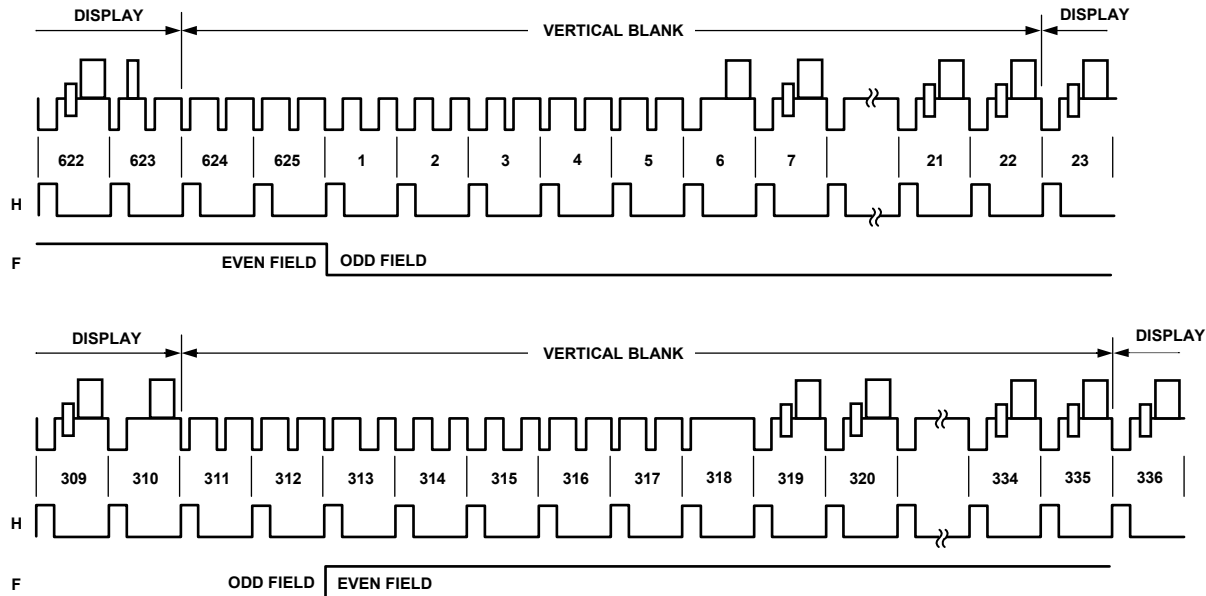 DISPLAY VERTICAL BLANK DISPLAY
622 623 624 625 1 2 3 4 5 6 7 21 22 23
H
F
EVEN FIELD ODD FIELD
DISPLAY VERTICAL BLANK DISPLAY
309 310 311 312 313 314 315 316 317 318 319 320 334 335 336
H
F
ODD FIELD EVEN FIELD